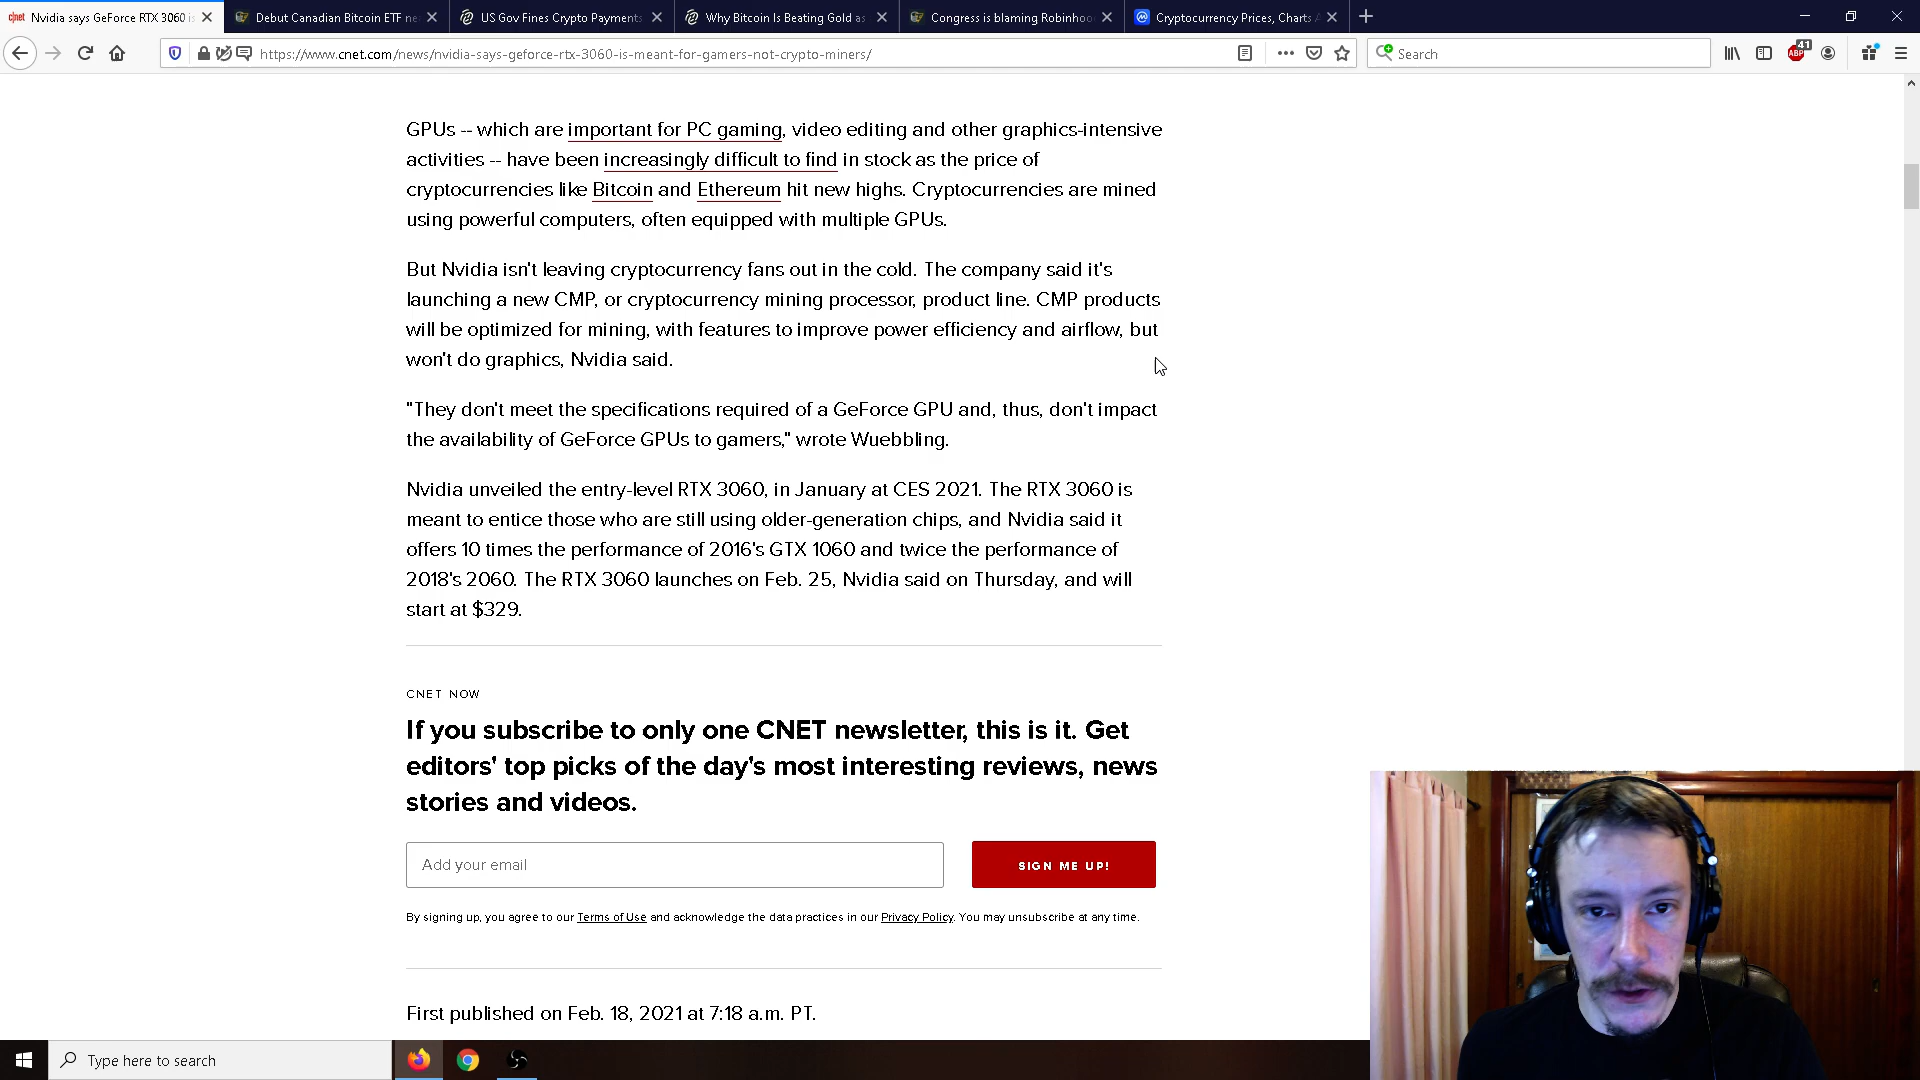 cnet Nvidia says GeForce RTX 3060 is
Debut Canadian Bitcoin ETF ne
US Gov Fines Crypto Payments
Why Bitcoin Is Beating Gold as
Congress is blaming Robinhoo
Cryptocurrency Prices, Charts A
https://www.cnet.com/news/nvidia-says-geforce-rtx-3060-is-meant-for-gamers-not-crypto-miners/
Search
ABP 41
GPUs -- which are important for PC gaming, video editing and other graphics-intensive
activities -- have been increasingly difficult to find in stock as the price of
cryptocurrencies like Bitcoin and Ethereum hit new highs. Cryptocurrencies are mined
using powerful computers, often equipped with multiple GPUs.
But Nvidia isn't leaving cryptocurrency fans out in the cold. The company said it's
launching a new CMP, or cryptocurrency mining processor, product line. CMP products
will be optimized for mining, with features to improve power efficiency and airflow, but
won't do graphics, Nvidia said.
"They don't meet the specifications required of a GeForce GPU and, thus, don't impact
the availability of GeForce GPUs to gamers," wrote Wuebbling.
Nvidia unveiled the entry-level RTX 3060, in January at CES 2021. The RTX 3060 is
meant to entice those who are still using older-generation chips, and Nvidia said it
offers 10 times the performance of 2016's GTX 1060 and twice the performance of
2018's 2060. The RTX 3060 launches on Feb. 25, Nvidia said on Thursday, and will
start at $329.
CNET NOW
If you subscribe to only one CNET newsletter, this is it. Get
editors' top picks of the day's most interesting reviews, news
stories and videos.
Add your email
SIGN ME UP!
By signing up, you agree to our Terms of Use and acknowledge the data practices in our Privacy Policy. You may unsubscribe at any time.
First published on Feb. 18, 2021 at 7:18 a.m. PT.
Type here to search